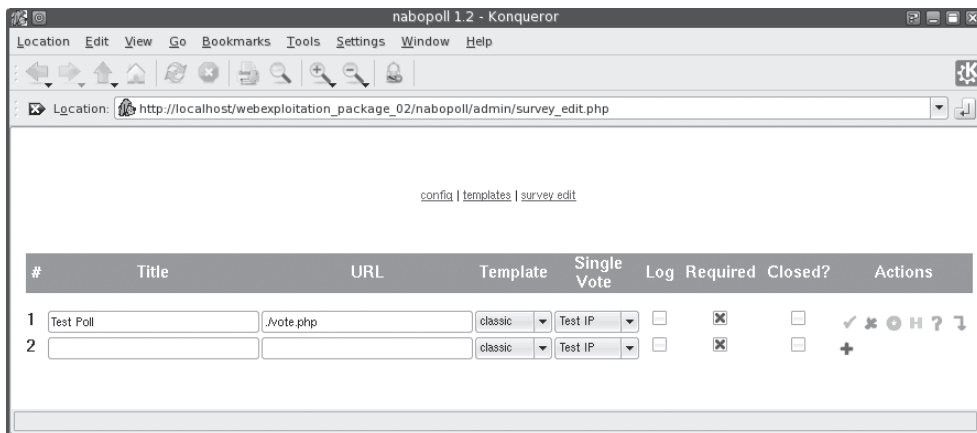 nabopoll 1.2 - Konqueror
Location Edit View Go Bookmarks Tools Settings Window Help
Location: http://localhost/webexploitation_package_02/nabopoll/admin/survey_edit.php
config | templates | survey edit
# Title URL Template Single Vote Log Required Closed? Actions
1 Test Poll ./vote.php classic Test IP H ?
2 classic Test IP